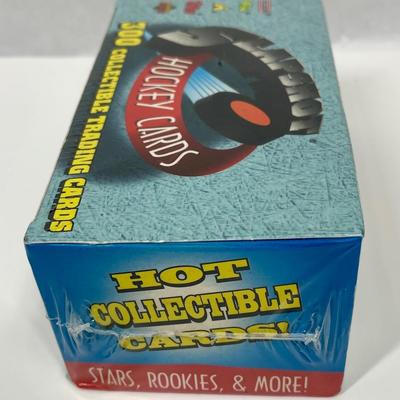 SLAPSHOT
HOCKEY CARDS
300 COLLECTIBLE TRADING CARDS
HOT
COLLECTIBLE
CARDS!
STARS, ROOKIES, & MORE!